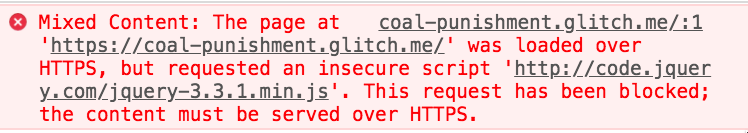 Mixed Content: The page at coal-punishment.glitch.me/:1
'https://coal-punishment.glitch.me/' was loaded over
HTTPS, but requested an insecure script 'http://code.jquer
y.com/jquery-3.3.1.min.js'. This request has been blocked;
the content must be served over HTTPS.